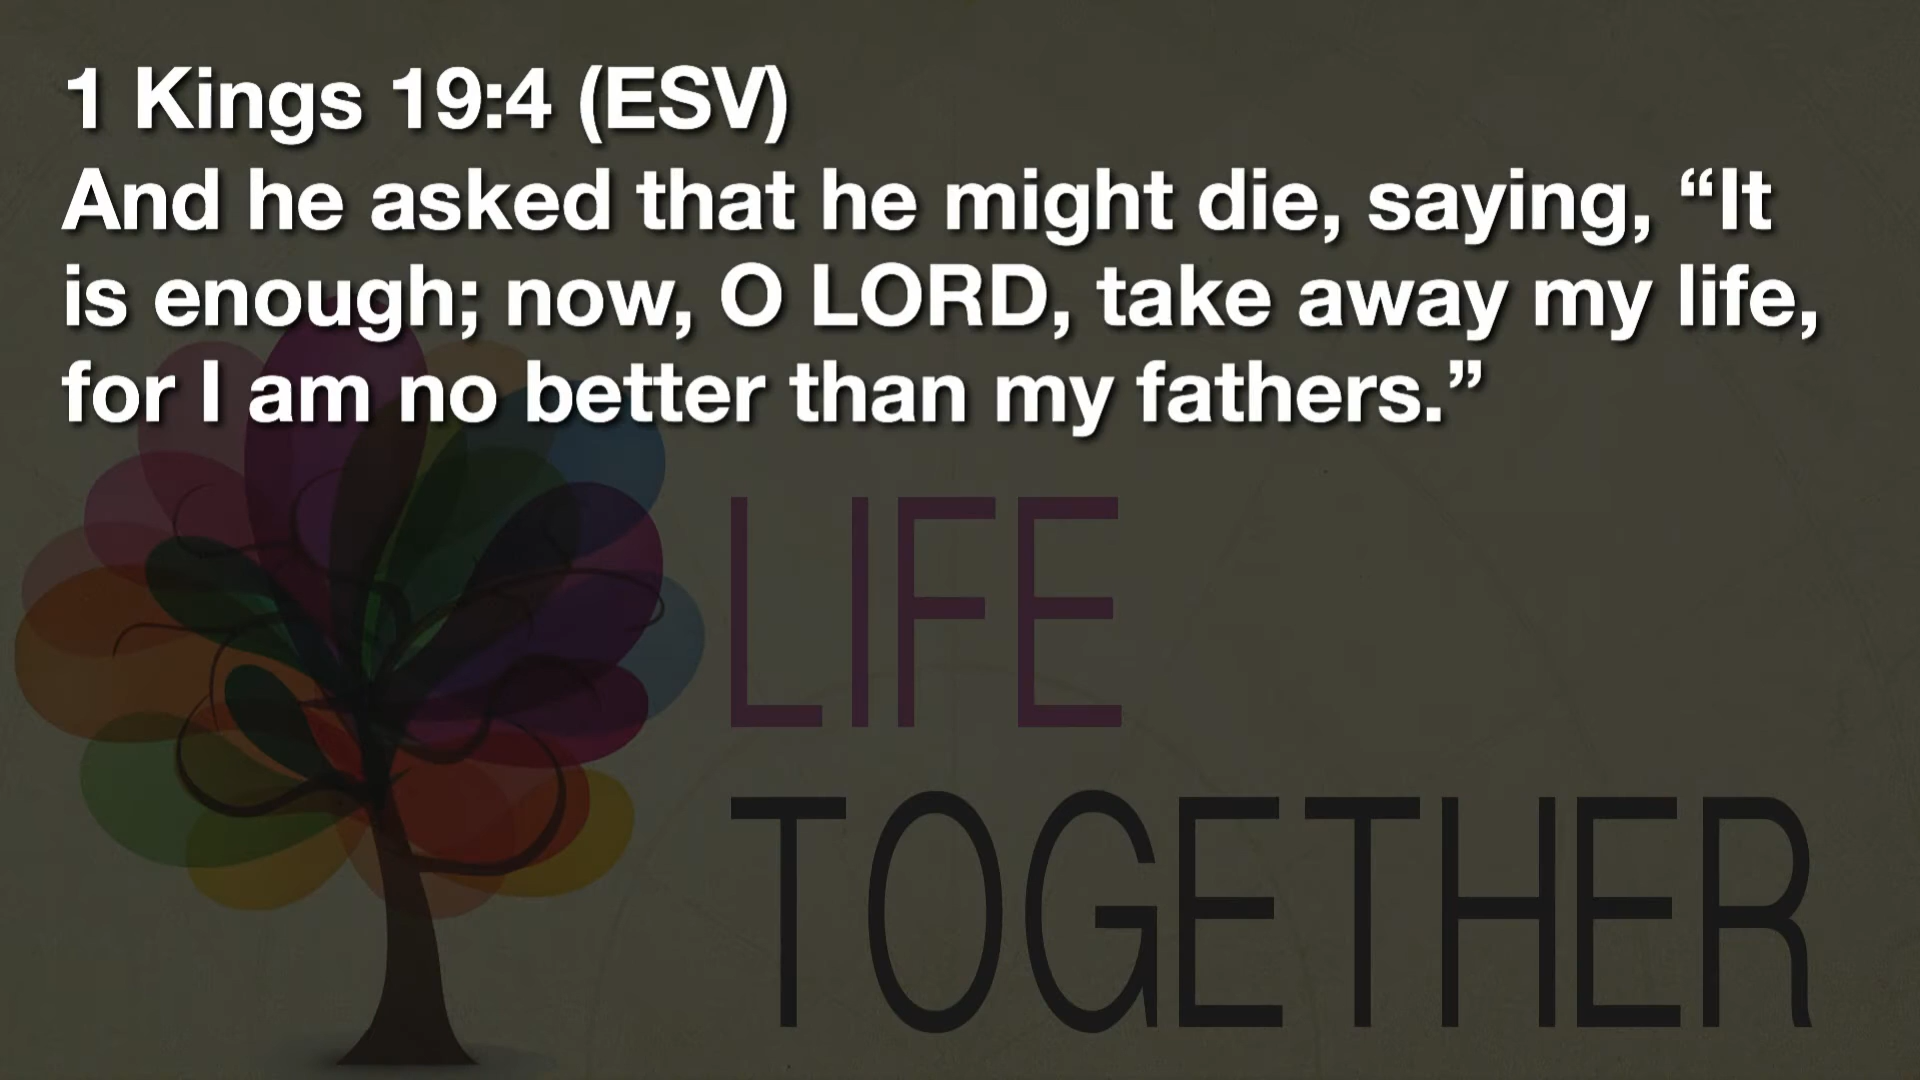 1 Kings 19:4 (ESV)
And he asked that he might die, saying, “It
is enough; now, O LORD, take away my life,
for I am no better than my fathers.”
LIFE
TOGETHER